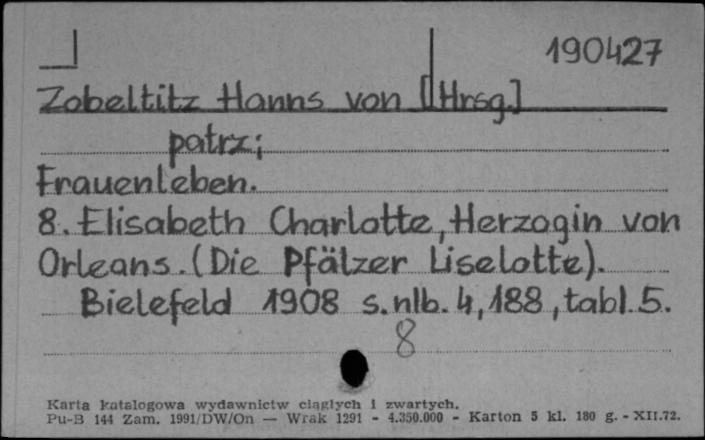 190427
Zobeltitz Hanns von [Hrsg.]
patrz;
Frauenleben.
8. Elisabeth Charlotte, Herzogin von
Orleans. (Die Pfälzer Liselotte).
Bielefeld 1908 s. nlb. 4, 188, tabl. 5.
8
Karta katalogowa wydawnictw ciągłych i zwartych.
Pu-B 144 Zam. 1991/DW/On — Wrak 1291 - 4.350.000 - Karton 5 kl. 180 g. - XII.72.